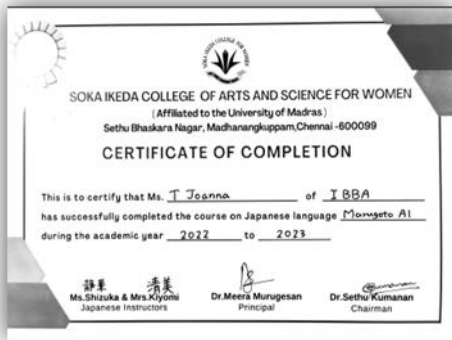 SOKA IKEDA COLLEGE OF ARTS AND SCIENCE FOR WOMEN
(Affiliated to the University of Madras)
Sethu Bhaskara Nagar, Madhanangkuppam,Chennai -600099
CERTIFICATE OF COMPLETION
This is to certify that Ms. T Joanna of I BBA
has successfully completed the course on Japanese language Marugoto A1
during the academic year 2022 to 2023
清美
Ms.Shizuka & Mrs.Kiyomi Dr.Meera Murugesan Dr.Sethu Kumanan
Japanese Instructors Principal Chairman